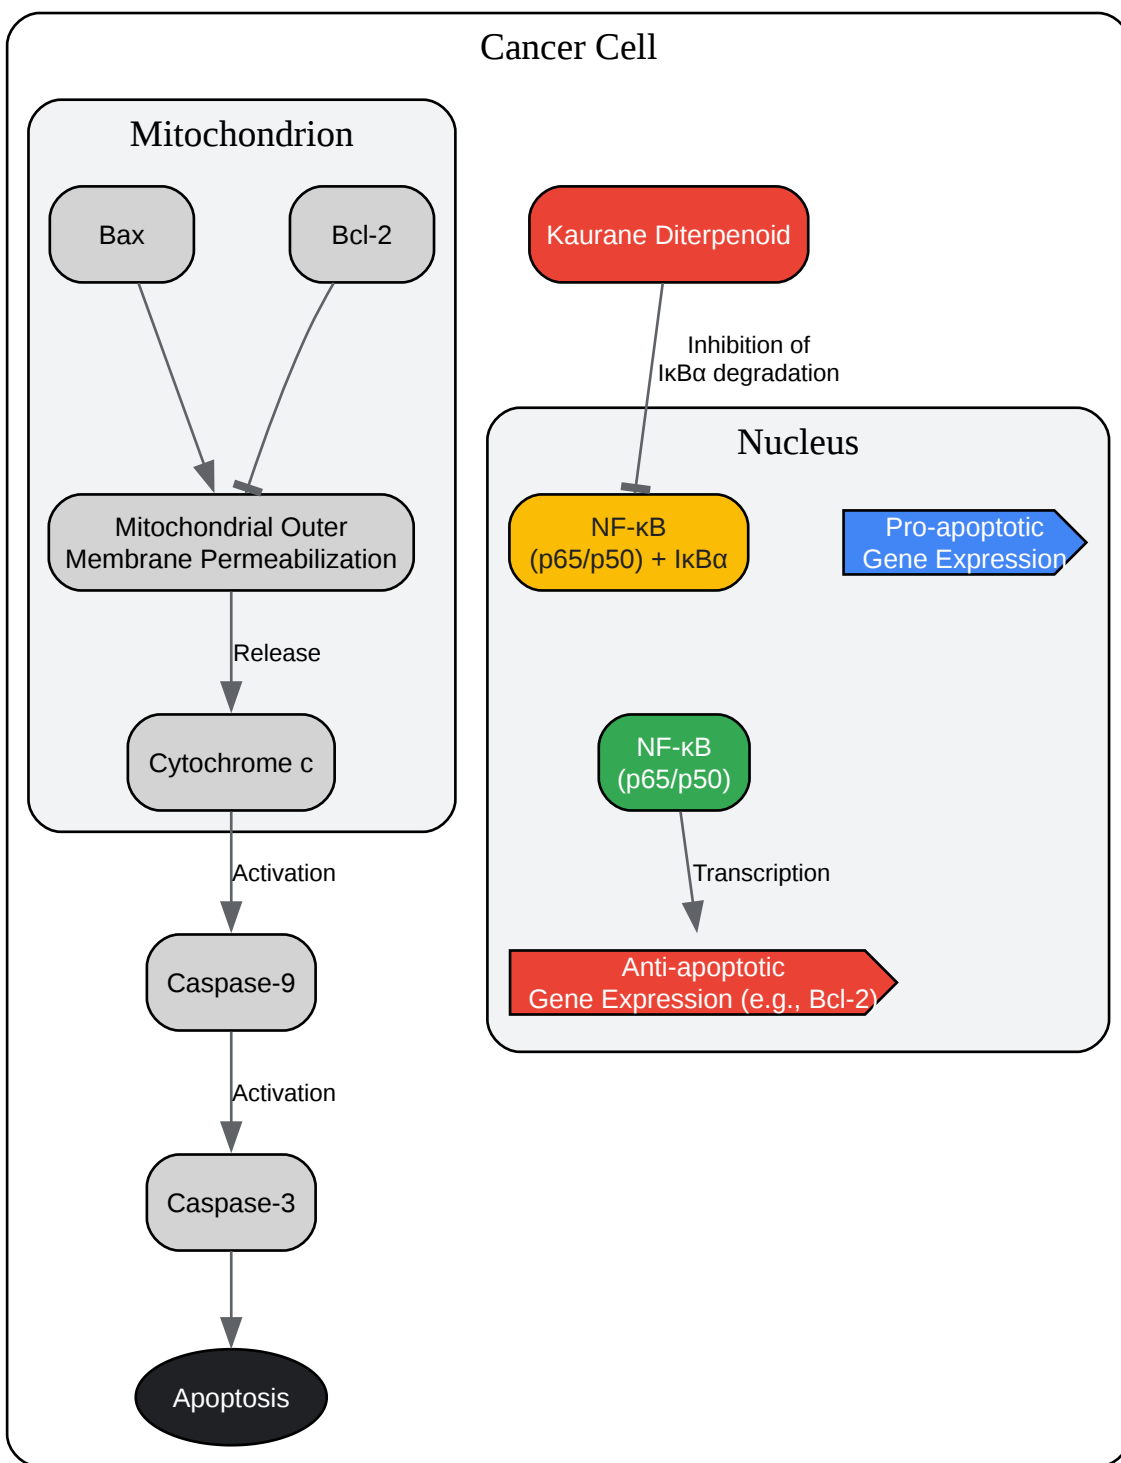 Cancer Cell
Mitochondrion
Bax
Bcl-2
Kaurane Diterpenoid
Inhibition of
IκBα degradation
Nucleus
Mitochondrial Outer
Membrane Permeabilization
NF-κB
(p65/p50) + IκBα
Pro-apoptotic
Gene Expression
Release
Cytochrome c
NF-κB
(p65/p50)
Activation
Transcription
Caspase-9
Anti-apoptotic
Gene Expression (e.g., Bcl-2)
Activation
Caspase-3
Apoptosis